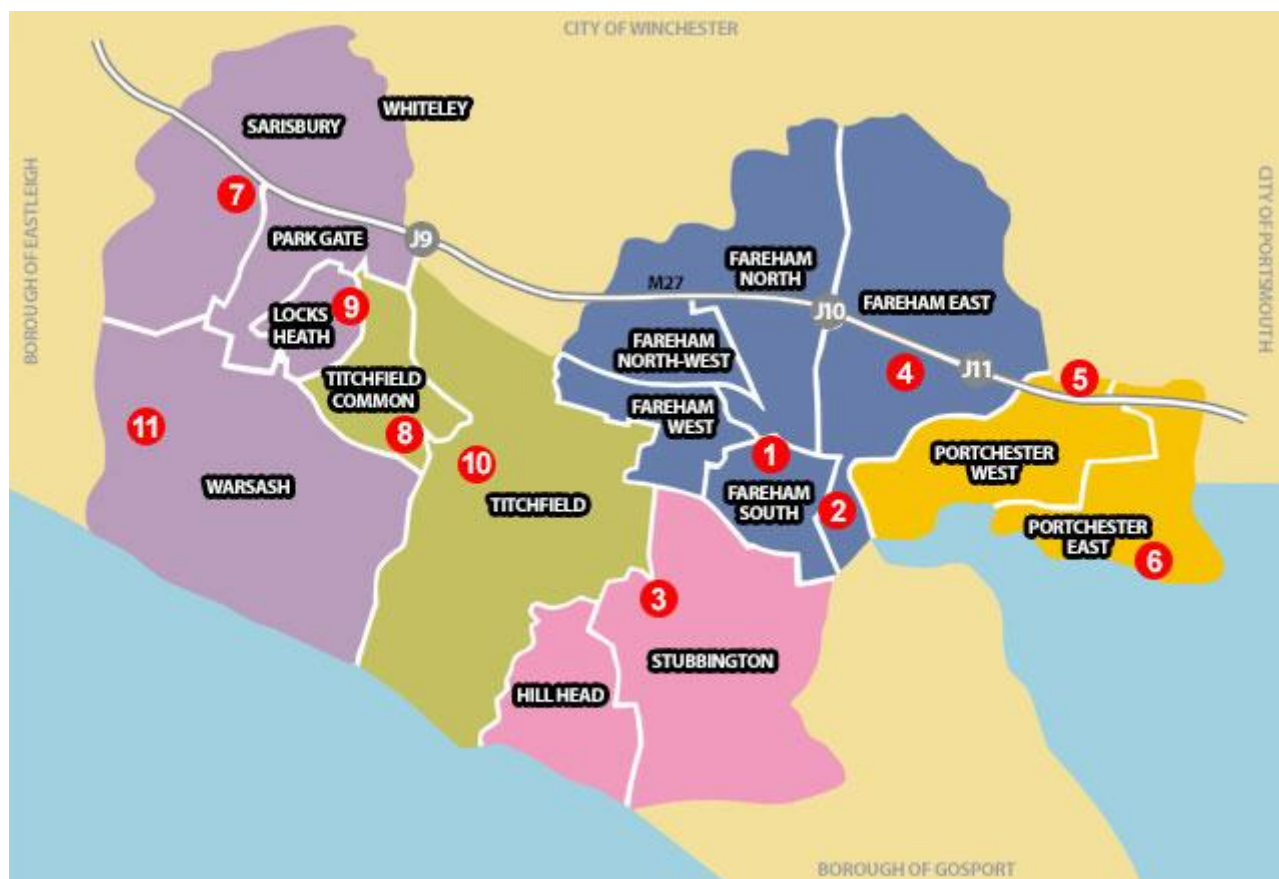 CITY OF WINCHESTER
WHITELEY
SARISBURY
BOROUGH OF EASTLEIGH
CITY OF PORTSMOUTH
7
PARK GATE
J9
FAREHAM
NORTH
M27
FAREHAM EAST
J10
9
LOCKS
HEATH
FAREHAM
NORTH-WEST
4
J11
5
TITCHFIELD
COMMON
FAREHAM
WEST
11
8
10
1
PORTCHESTER
WEST
WARSASH
TITCHFIELD
FAREHAM
SOUTH
2
PORTCHESTER
EAST
6
3
STUBBINGTON
HILL HEAD
BOROUGH OF GOSPORT